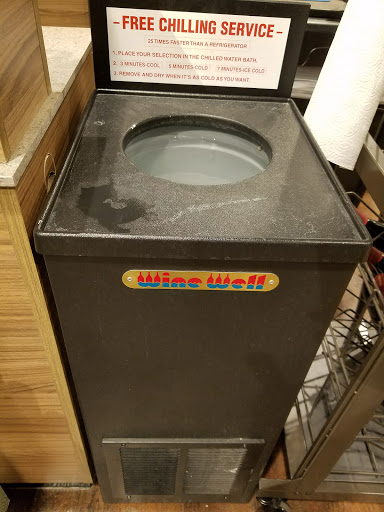 - FREE CHILLING SERVICE -
25 TIMES FASTER THAN A REFRIGERATOR
1. PLACE YOUR SELECTION IN THE CHILLED WATER BATH.
2. 3 MINUTES-COOL 5 MINUTES-COLD 7 MINUTES-ICE COLD
3. REMOVE AND DRY WHEN IT'S AS COLD AS YOU WANT.
Wine Well